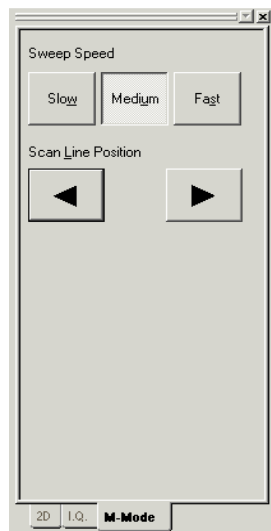 Sweep Speed
Slow Medium Fast
Scan Line Position
2D I.Q. M-Mode